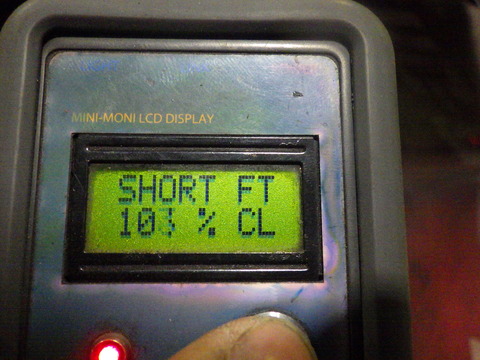 MINI-MONI LCD DISPLAY
SHORT FT
103 % CL